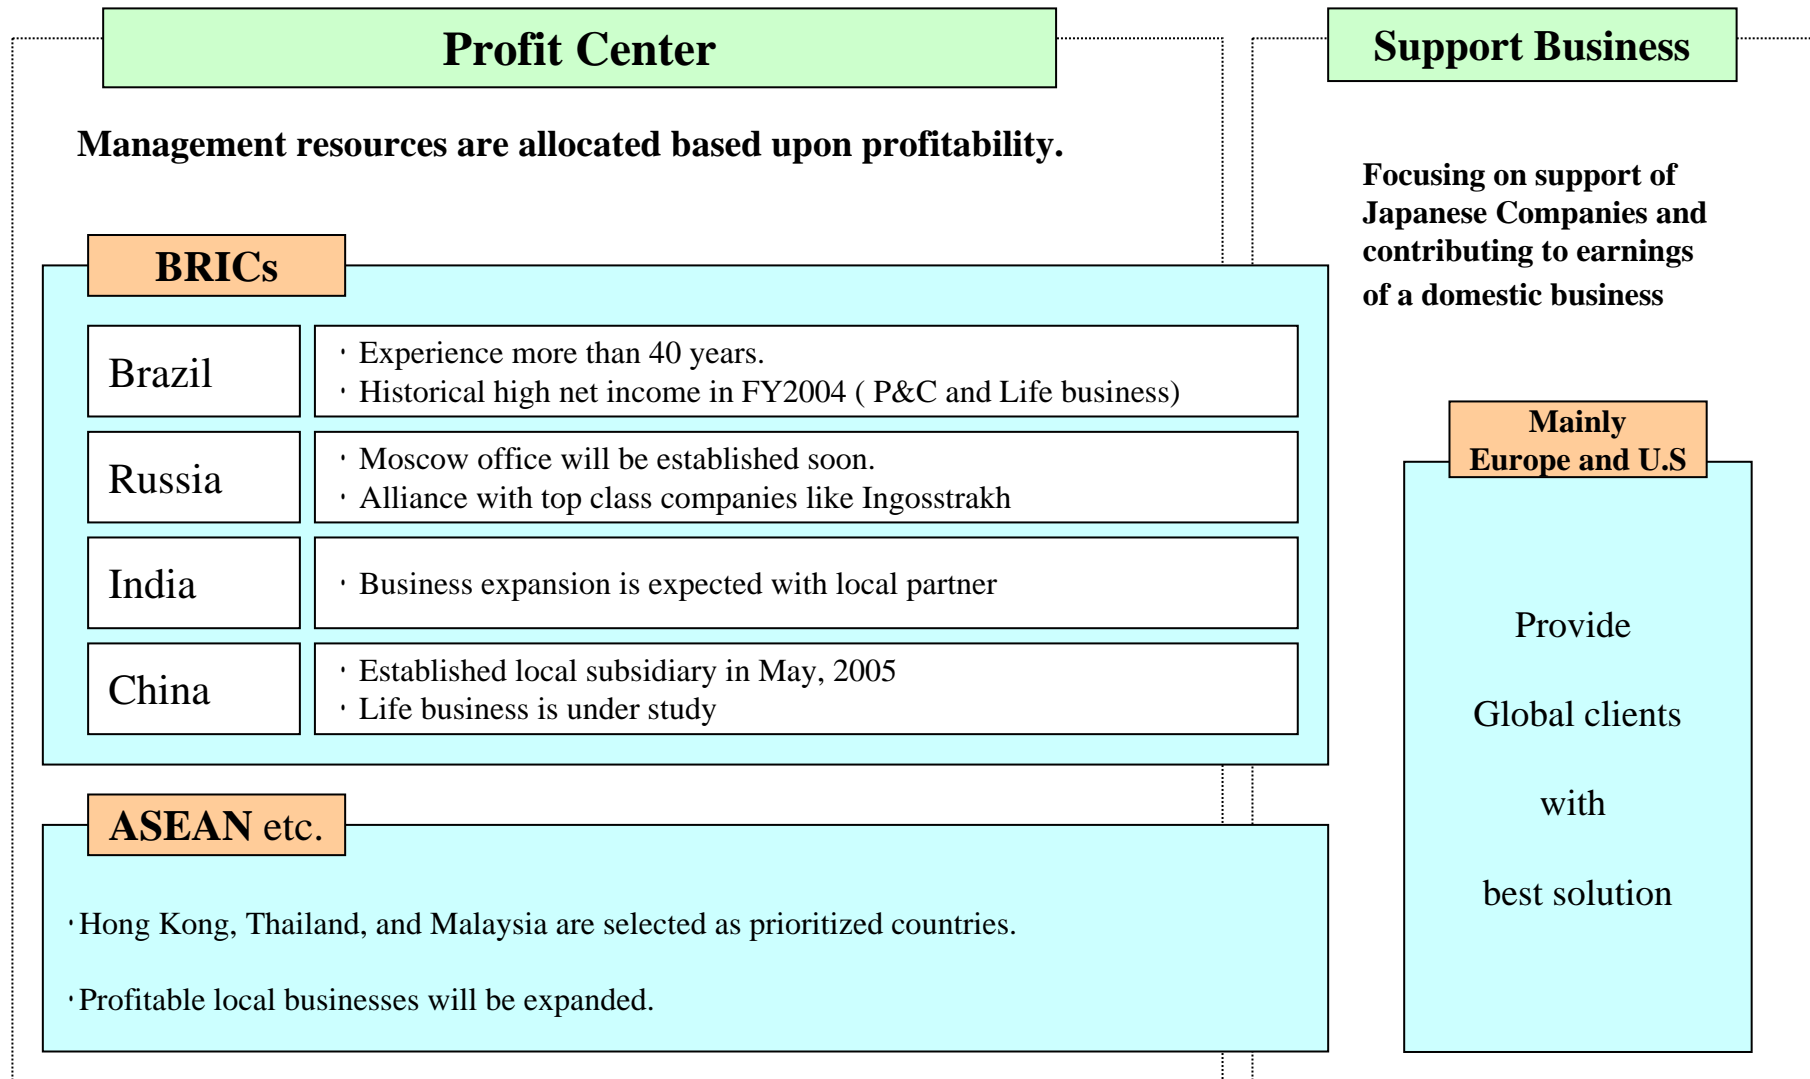 Profit Center
Management resources are allocated based upon profitability.
BRICs
Brazil
・Experience more than 40 years.
・Historical high net income in FY2004 ( P&C and Life business)
Russia
・Moscow office will be established soon.
・Alliance with top class companies like Ingosstrakh
India
・Business expansion is expected with local partner
China
・Established local subsidiary in May, 2005
・Life business is under study
ASEAN etc.
・Hong Kong, Thailand, and Malaysia are selected as prioritized countries.
・Profitable local businesses will be expanded.
Support Business
Focusing on support of
Japanese Companies and
contributing to earnings
of a domestic business
Mainly
Europe and U.S
Provide
Global clients
with
best solution